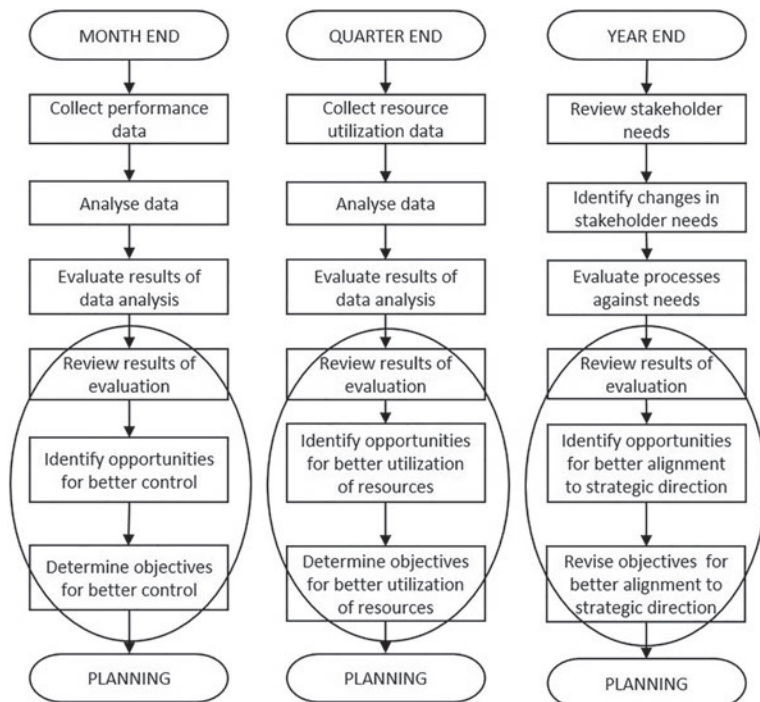 MONTH END
Collect performance
data
Analyse data
Evaluate results of
data analysis
Review results of
evaluation
Identify opportunities
for better control
Determine objectives
for better control
PLANNING
QUARTER END
Collect resource
utilization data
Analyse data
Evaluate results of
data analysis
Review results of
evaluation
Identify opportunities
for better utilization
of resources
Determine objectives
for better utilization
of resources
PLANNING
YEAR END
Review stakeholder
needs
Identify changes in
stakeholder needs
Evaluate processes
against needs
Review results of
evaluation
Identify opportunities
for better alignment
to strategic direction
Revise objectives for
better alignment to
strategic direction
PLANNING